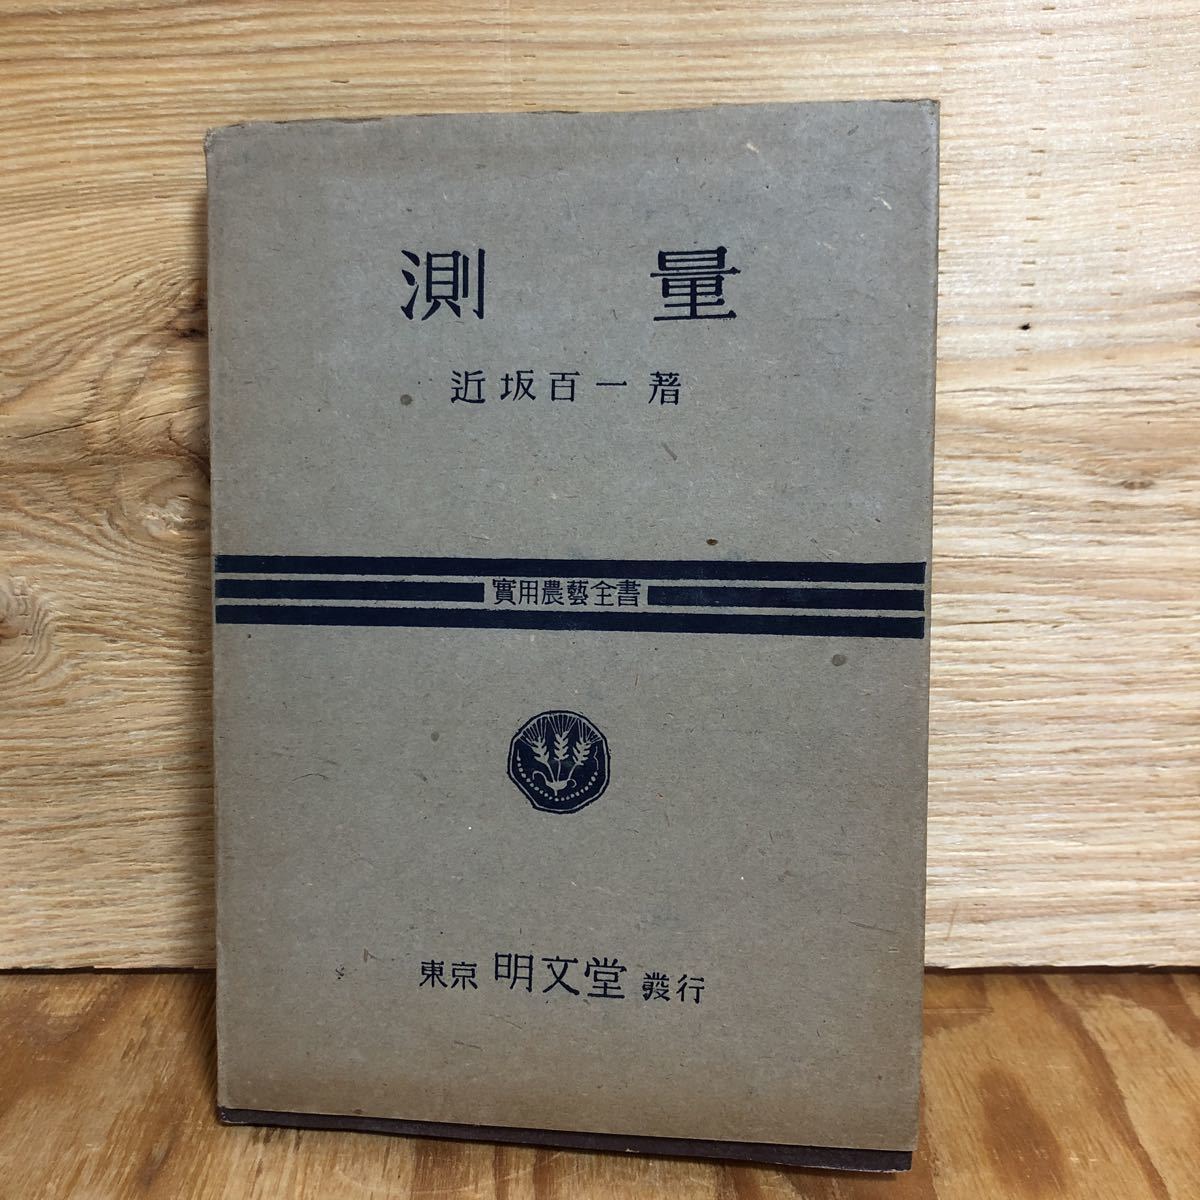 測量
近坂百一著
實用農藝全書
東京 明文堂 發行